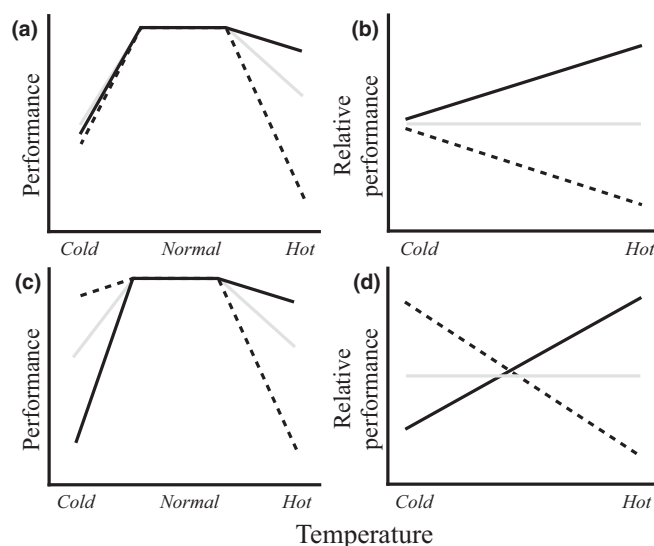 (a)
(b)
Performance
Relative
performance
Cold
Normal
Hot
Cold
Hot
(c)
(d)
Performance
Relative
performance
Cold
Normal
Hot
Cold
Hot
Temperature